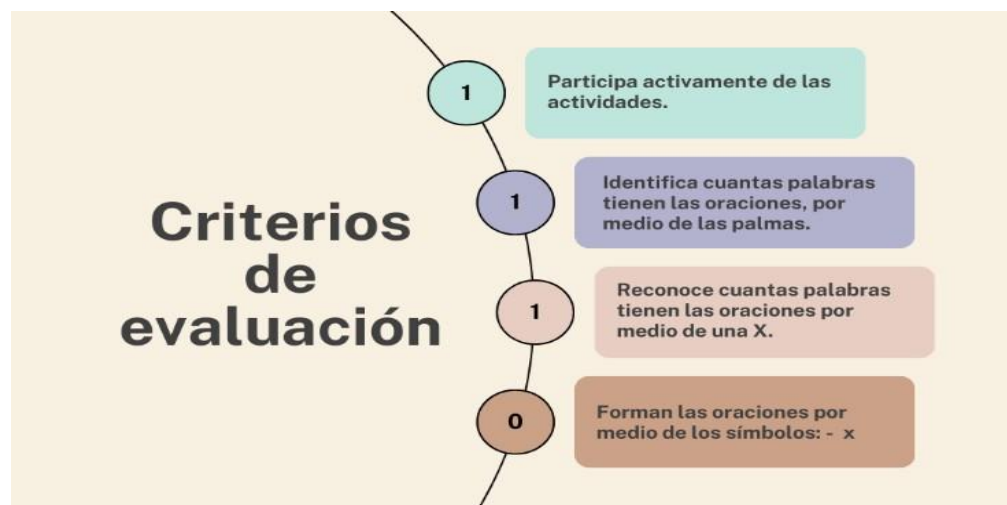 Criterios
de
evaluación
1
Participa activamente de las
actividades.
1
Identifica cuantas palabras
tienen las oraciones, por
medio de las palmas.
1
Reconoce cuantas palabras
tienen las oraciones por
medio de una X.
0
Forman las oraciones por
medio de los símbolos: - x